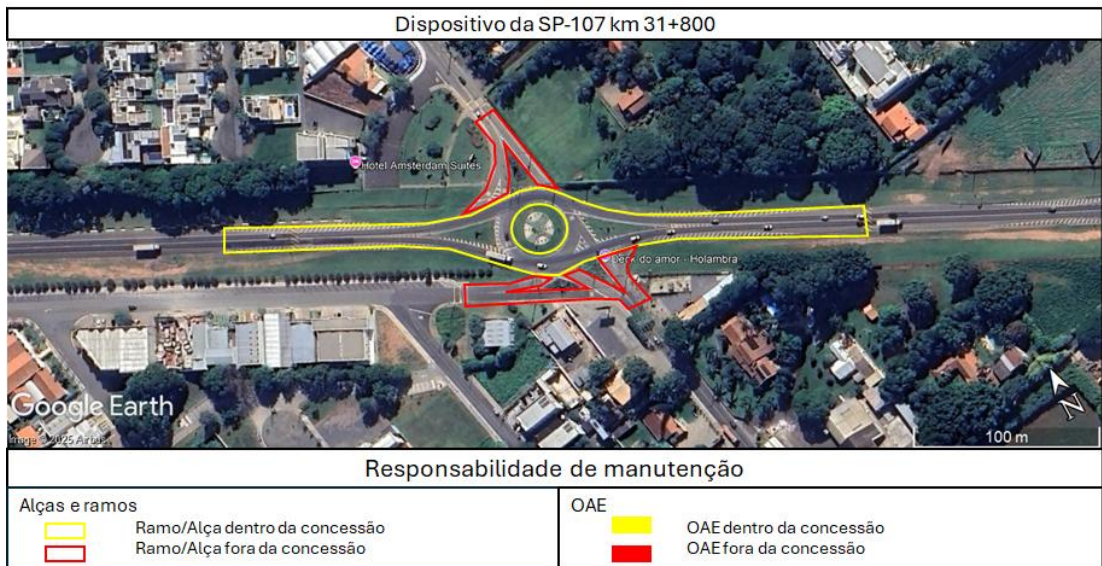 Dispositivo da SP-107 km 31+800
Hotel Amsterdam Suítes
Deck do amor - Holambra
Google Earth
Image © 2025 Airbus
N
100 m
Responsabilidade de manutenção
Alças e ramos
Ramo/Alça dentro da concessão
Ramo/Alça fora da concessão
OAE
OAE dentro da concessão
OAE fora da concessão